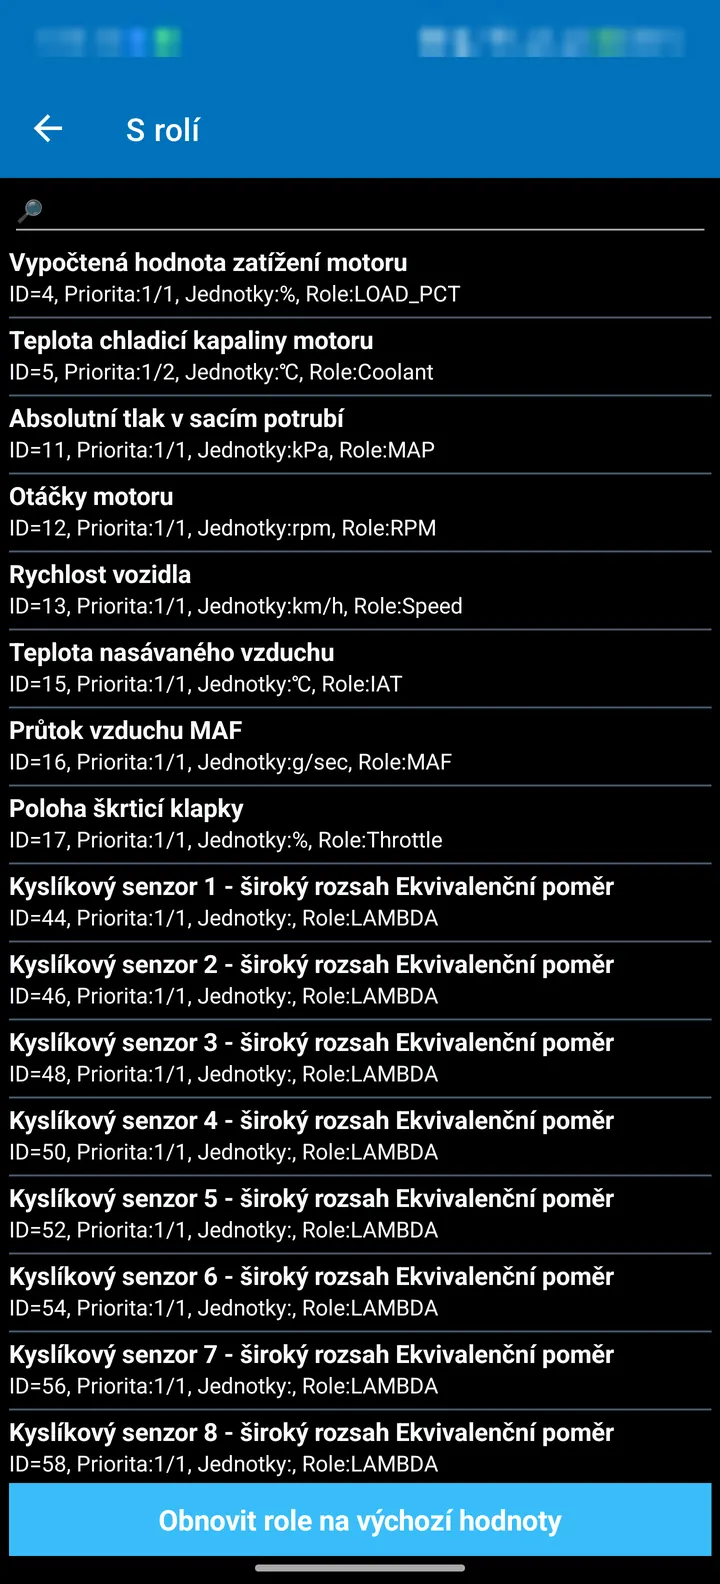 S rolí
Vypočtená hodnota zatížení motoru
ID=4, Priorita:1/1, Jednotky:%, Role:LOAD_PCT
Teplota chladicí kapaliny motoru
ID=5, Priorita:1/2, Jednotky:℃, Role:Coolant
Absolutní tlak v sacím potrubí
ID=11, Priorita:1/1, Jednotky:kPa, Role:MAP
Otáčky motoru
ID=12, Priorita:1/1, Jednotky:rpm, Role:RPM
Rychlost vozidla
ID=13, Priorita:1/1, Jednotky:km/h, Role:Speed
Teplota nasávaného vzduchu
ID=15, Priorita:1/1, Jednotky:℃, Role:IAT
Průtok vzduchu MAF
ID=16, Priorita:1/1, Jednotky:g/sec, Role:MAF
Poloha škrticí klapky
ID=17, Priorita:1/1, Jednotky:%, Role:Throttle
Kyslíkový senzor 1 - široký rozsah Ekvivalenční poměr
ID=44, Priorita:1/1, Jednotky:, Role:LAMBDA
Kyslíkový senzor 2 - široký rozsah Ekvivalenční poměr
ID=46, Priorita:1/1, Jednotky:, Role:LAMBDA
Kyslíkový senzor 3 - široký rozsah Ekvivalenční poměr
ID=48, Priorita:1/1, Jednotky:, Role:LAMBDA
Kyslíkový senzor 4 - široký rozsah Ekvivalenční poměr
ID=50, Priorita:1/1, Jednotky:, Role:LAMBDA
Kyslíkový senzor 5 - široký rozsah Ekvivalenční poměr
ID=52, Priorita:1/1, Jednotky:, Role:LAMBDA
Kyslíkový senzor 6 - široký rozsah Ekvivalenční poměr
ID=54, Priorita:1/1, Jednotky:, Role:LAMBDA
Kyslíkový senzor 7 - široký rozsah Ekvivalenční poměr
ID=56, Priorita:1/1, Jednotky:, Role:LAMBDA
Kyslíkový senzor 8 - široký rozsah Ekvivalenční poměr
ID=58, Priorita:1/1, Jednotky:, Role:LAMBDA
Obnovit role na výchozí hodnoty